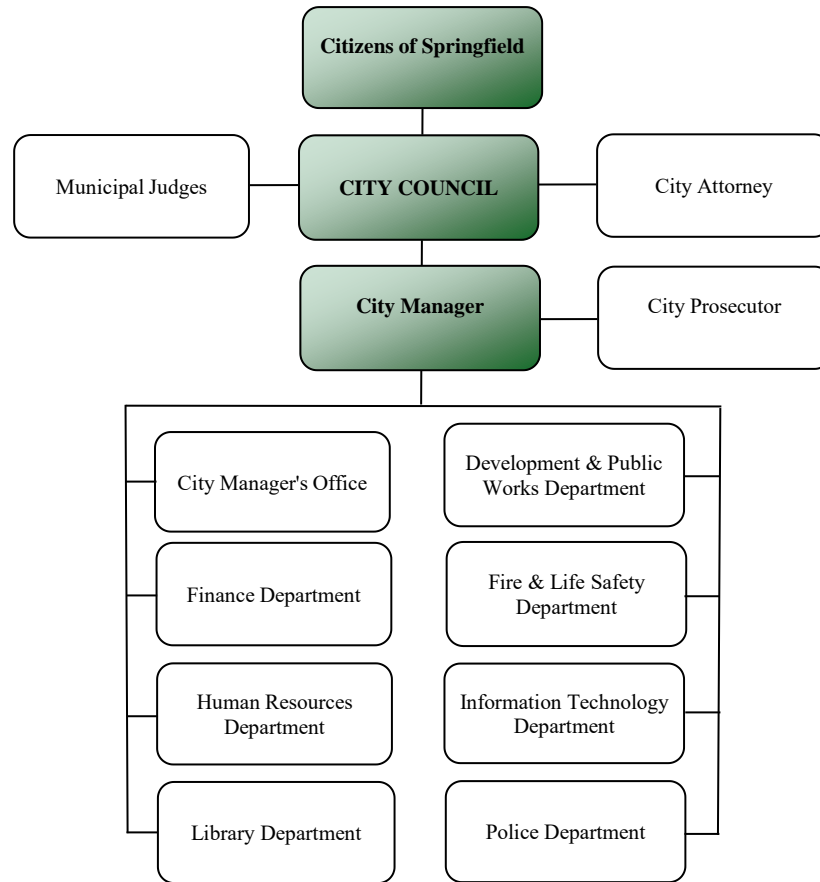 Citizens of Springfield
Municipal Judges
CITY COUNCIL
City Attorney
City Manager
City Prosecutor
City Manager's Office
Development & Public
Works Department
Finance Department
Fire & Life Safety
Department
Human Resources
Department
Information Technology
Department
Library Department
Police Department